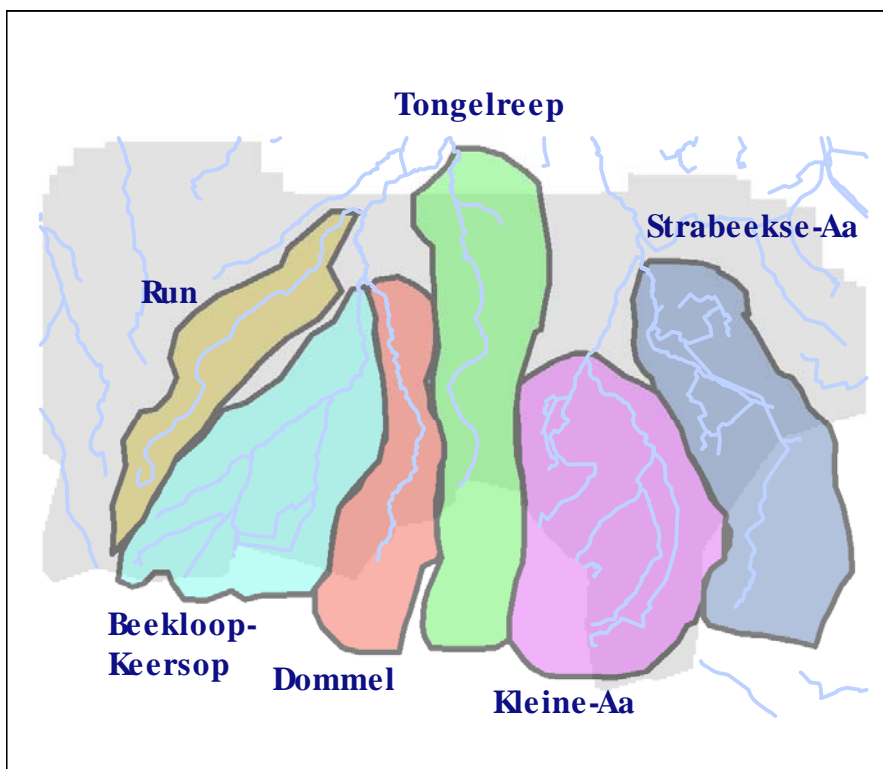 Tongelreep
Strabeekse-Aa
Run
Beekloop-
Keersop
Dommel
Kleine-Aa